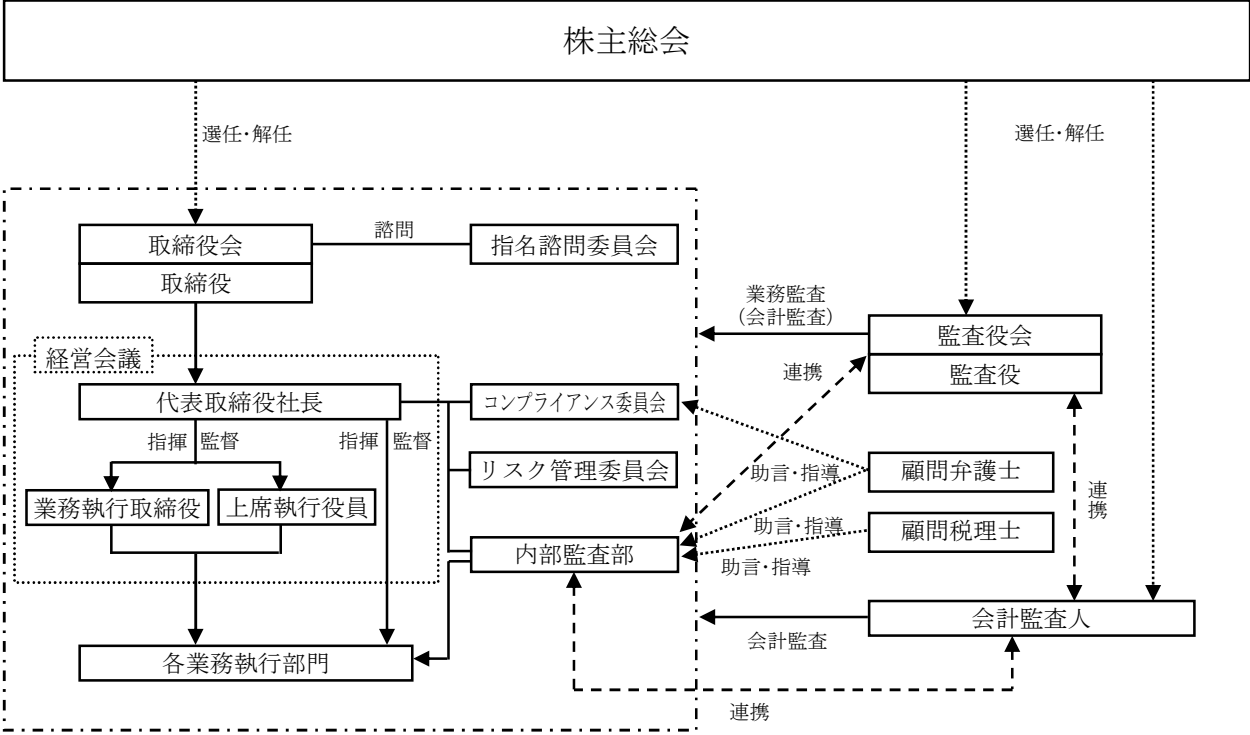 株主総会
選任・解任
選任・解任
取締役会
取締役
諮問
指名諮問委員会
業務監査
(会計監査)
監査役会
監査役
経営会議
連携
代表取締役社長
コンプライアンス委員会
指揮
監督
指揮
監督
リスク管理委員会
助言・指導
顧問弁護士
業務執行取締役
上席執行役員
連携
助言・指導
顧問税理士
内部監査部
助言・指導
会計監査人
会計監査
各業務執行部門
連携